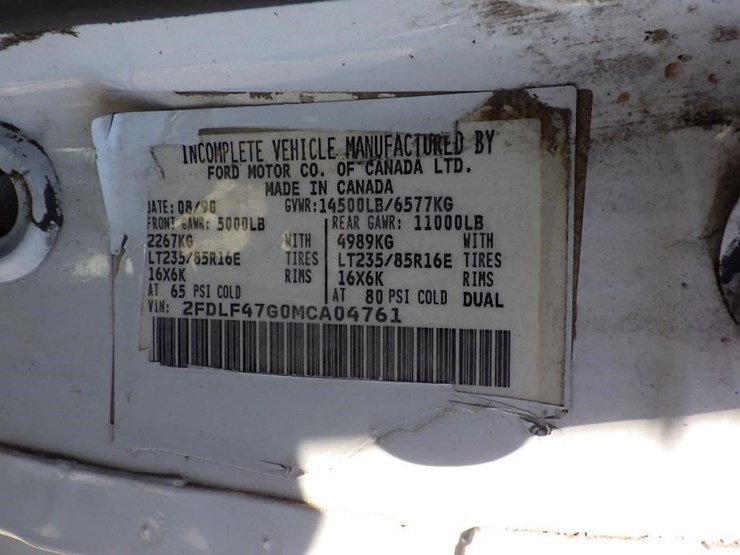 INCOMPLETE VEHICLE MANUFACTURED BY
FORD MOTOR CO. OF CANADA LTD.
MADE IN CANADA
DATE: 08/90 GVWR:14500LB/6577KG
FRONT GAWR: 5000LB REAR GAWR: 11000LB
2267KG WITH 4989KG WITH
LT235/85R16E TIRES LT235/85R16E TIRES
16X6K RIMS 16X6K RIMS
AT 65 PSI COLD AT 80 PSI COLD DUAL
VIN: 2FDLF47G0MCA04761